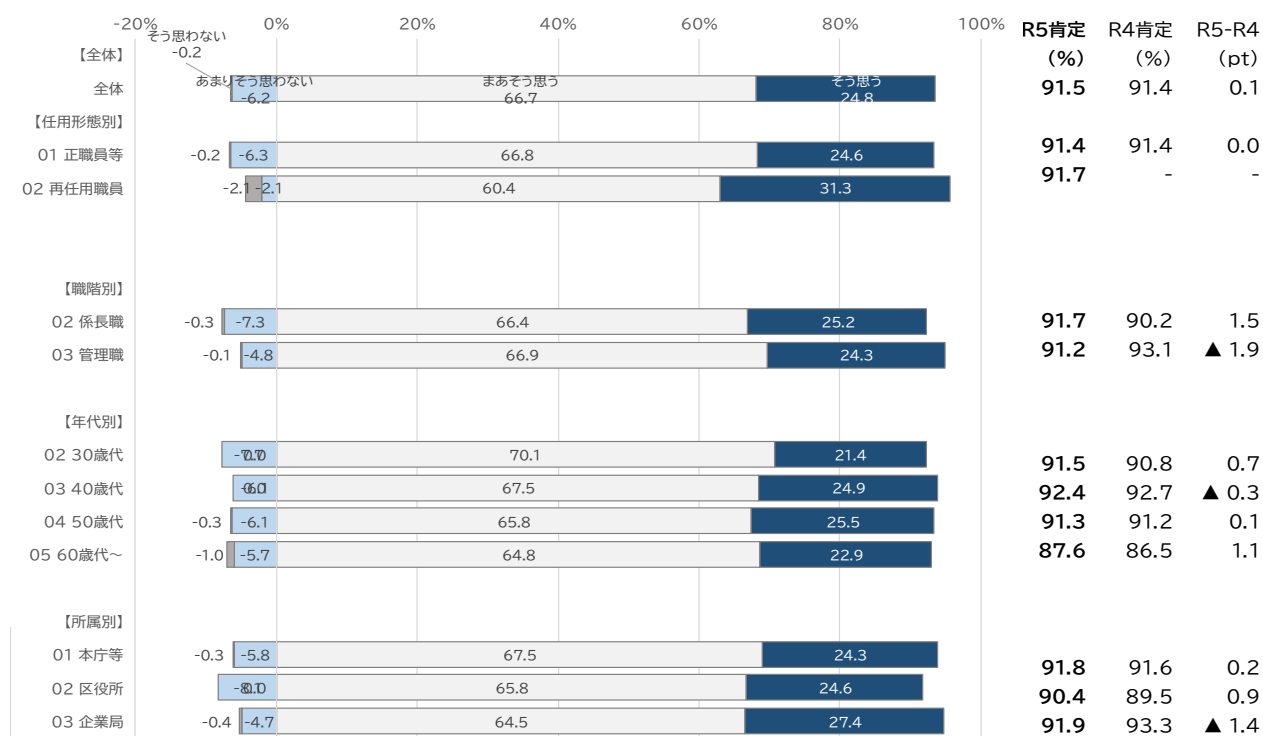 -20% 0% 20% 40% 60% 80% 100% R5肯定 R4肯定 R5-R4
(%) (%) (pt)
そう思わない
-0.2
【全体】
あまりそう思わない まあそう思う そう思う
全体 -6.2 66.7 24.8 91.5 91.4 0.1
【任用形態別】
01 正職員等 -0.2 -6.3 66.8 24.6 91.4 91.4 0.0
02 再任用職員 -2.1 -2.1 60.4 31.3 91.7 - -
【職階別】
02 係長職 -0.3 -7.3 66.4 25.2 91.7 90.2 1.5
03 管理職 -0.1 -4.8 66.9 24.3 91.2 93.1 ▲ 1.9
【年代別】
02 30歳代 70.1 21.4 91.5 90.8 0.7
03 40歳代 67.5 24.9 92.4 92.7 ▲ 0.3
04 50歳代 -0.3 -6.1 65.8 25.5 91.3 91.2 0.1
05 60歳代～ -1.0 -5.7 64.8 22.9 87.6 86.5 1.1
【所属別】
01 本庁等 -0.3 -5.8 67.5 24.3 91.8 91.6 0.2
02 区役所 65.8 24.6 90.4 89.5 0.9
03 企業局 -0.4 -4.7 64.5 27.4 91.9 93.3 ▲ 1.4